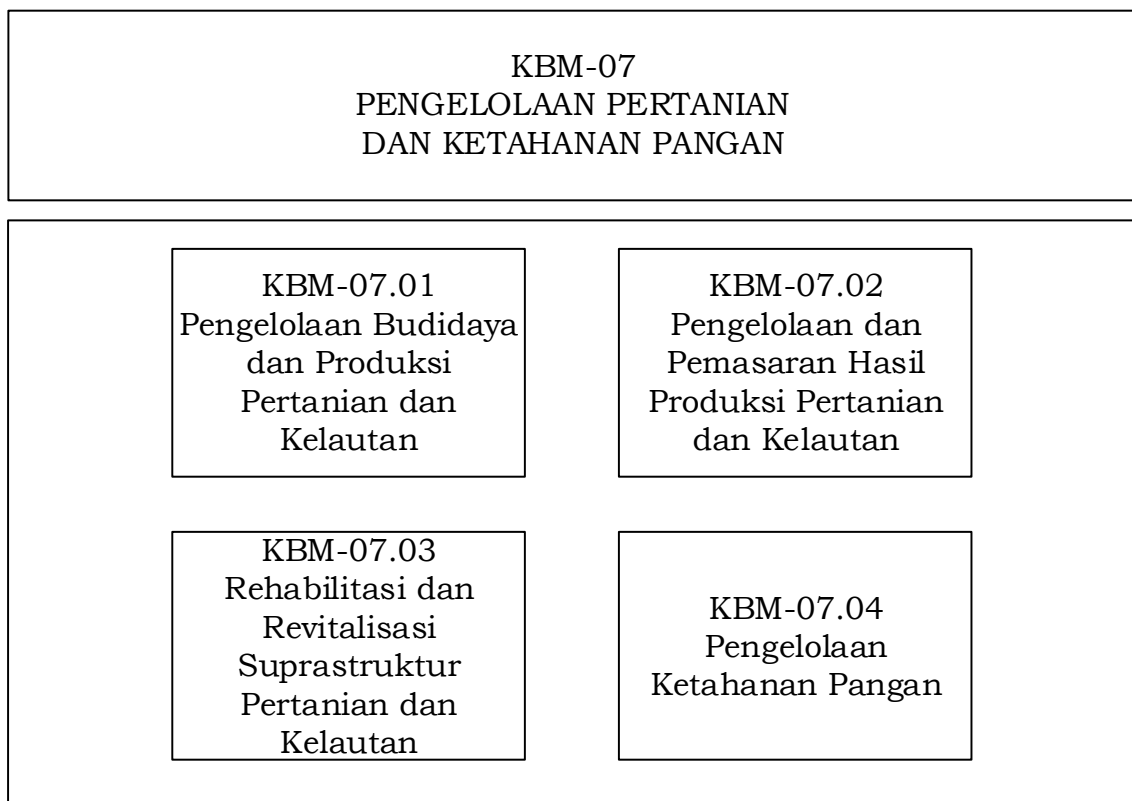 KBM-07
PENGELOLAAN PERTANIAN
DAN KETAHANAN PANGAN
KBM-07.01
Pengelolaan Budidaya
dan Produksi
Pertanian dan
Kelautan
KBM-07.02
Pengelolaan dan
Pemasaran Hasil
Produksi Pertanian
dan Kelautan
KBM-07.03
Rehabilitasi dan
Revitalisasi
Suprastruktur
Pertanian dan
Kelautan
KBM-07.04
Pengelolaan
Ketahanan Pangan